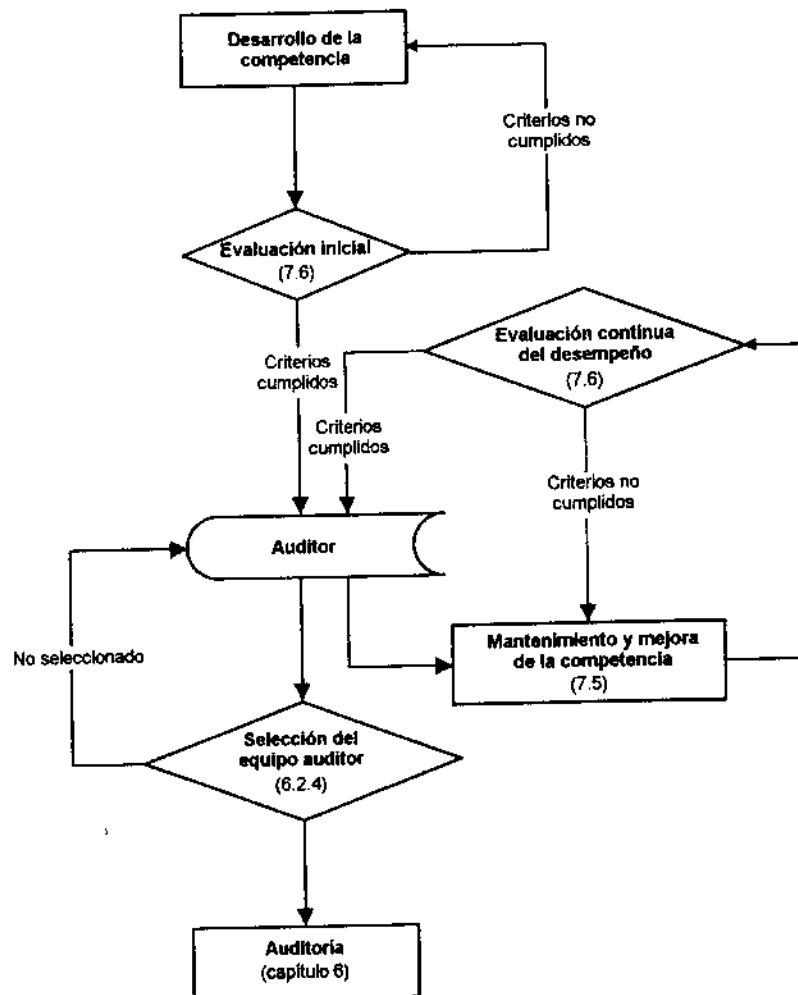 Desarrollo de la
competencia
Criterios no
cumplidos
Evaluación inicial
(7.6)
Evaluación contínua
del desempeño
(7.6)
Criterios
cumplidos
Criterios
cumplidos
Criterios no
cumplidos
Auditor
No seleccionado
Mantenimiento y mejora
de la competencia
(7.5)
Selección del
equipo auditor
(6.2.4)
Auditoría
(capítulo 6)